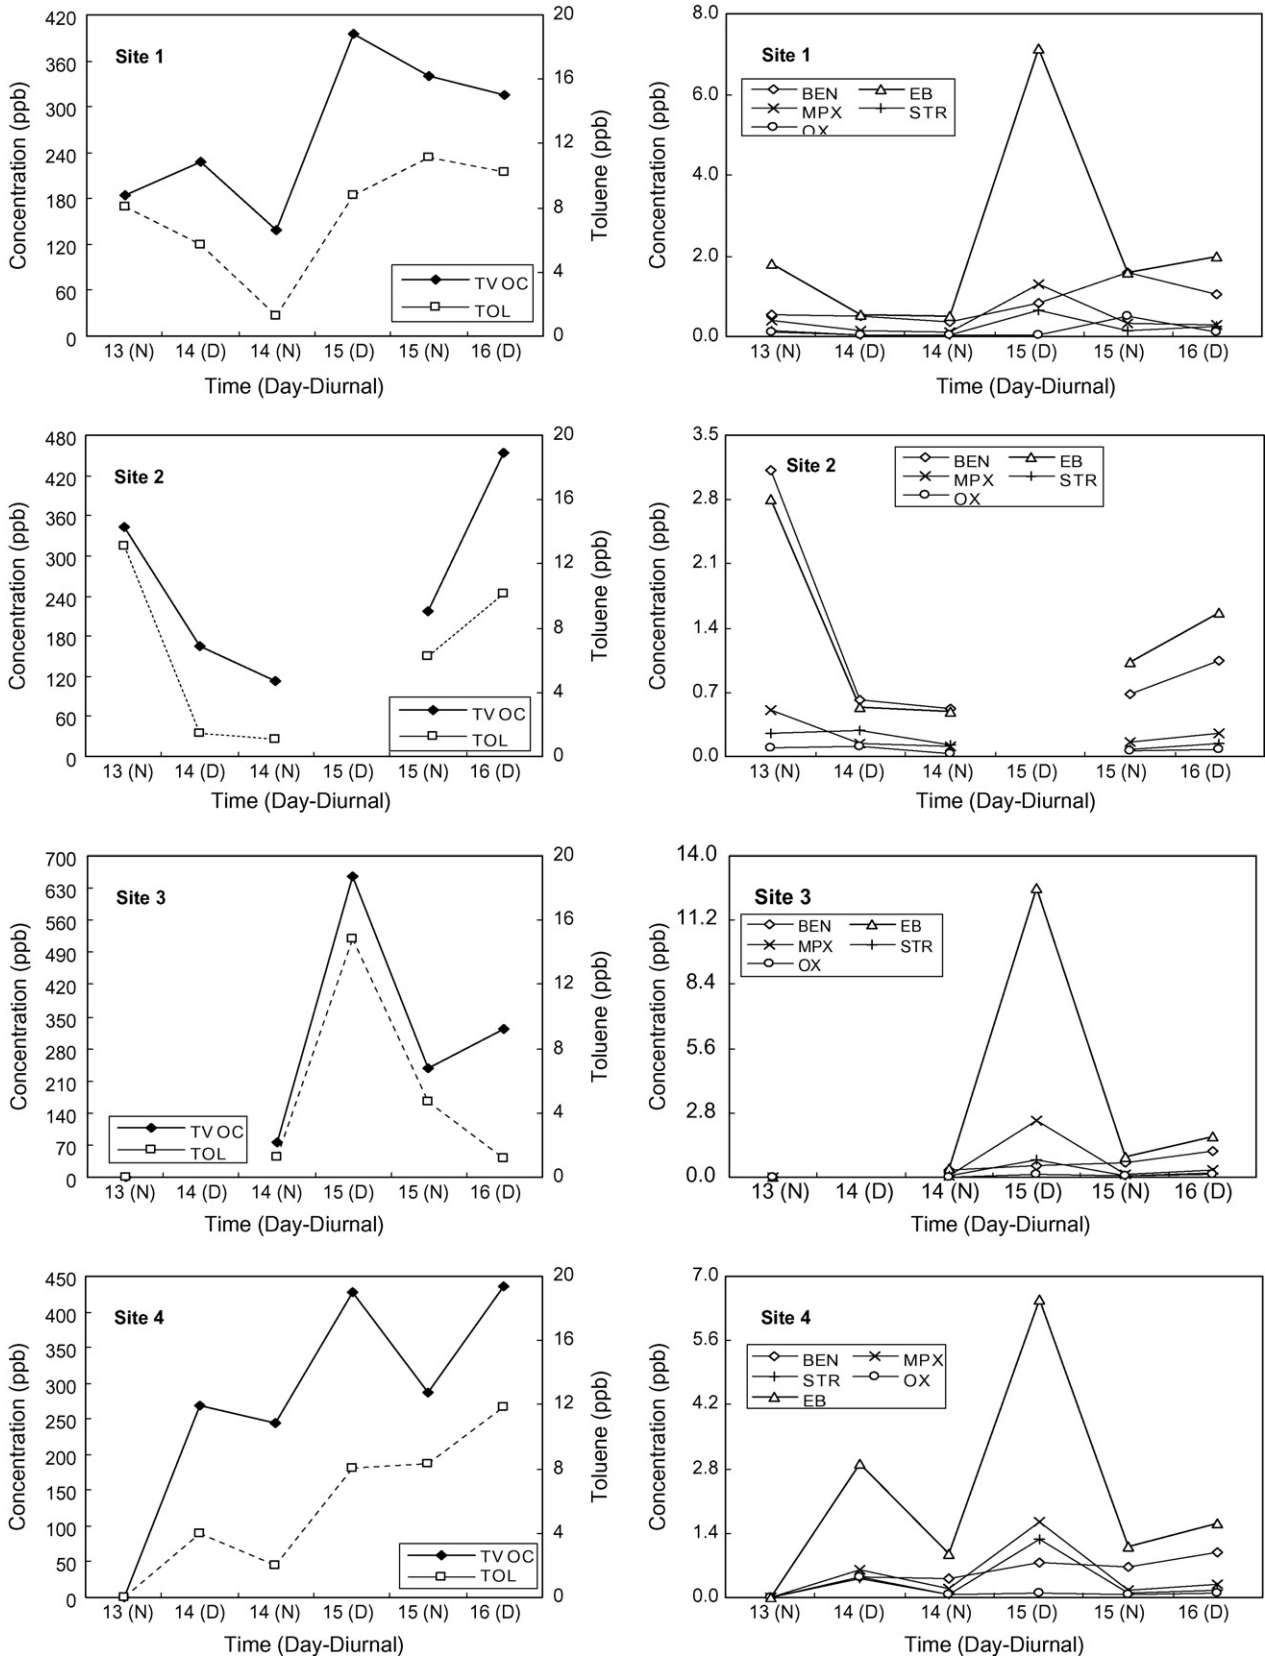 420
360
300
240
180
120
60
0
Concentration (ppb)
20
16
12
8
4
0
Toluene (ppb)
Site 1
TVOC
TOL
13 (N) 14 (D) 14 (N) 15 (D) 15 (N) 16 (D)
Time (Day-Diurnal)
8.0
6.0
4.0
2.0
0.0
Concentration (ppb)
Site 1
BEN EB
MPX STR
OX
13 (N) 14 (D) 14 (N) 15 (D) 15 (N) 16 (D)
Time (Day-Diurnal)
480
420
360
300
240
180
120
60
0
Concentration (ppb)
20
16
12
8
4
0
Toluene (ppb)
Site 2
TVOC
TOL
13 (N) 14 (D) 14 (N) 15 (D) 15 (N) 16 (D)
Time (Day-Diurnal)
3.5
2.8
2.1
1.4
0.7
0.0
Concentration (ppb)
Site 2
BEN EB
MPX STR
OX
13 (N) 14 (D) 14 (N) 15 (D) 15 (N) 16 (D)
Time (Day-Diurnal)
700
630
560
490
420
350
280
210
140
70
0
Concentration (ppb)
20
16
12
8
4
0
Toluene (ppb)
Site 3
TVOC
TOL
13 (N) 14 (D) 14 (N) 15 (D) 15 (N) 16 (D)
Time (Day-Diurnal)
14.0
11.2
8.4
5.6
2.8
0.0
Concentration (ppb)
Site 3
BEN EB
MPX STR
OX
13 (N) 14 (D) 14 (N) 15 (D) 15 (N) 16 (D)
Time (Day-Diurnal)
450
400
350
300
250
200
150
100
50
0
Concentration (ppb)
20
16
12
8
4
0
Toluene (ppb)
Site 4
TVOC
TOL
13 (N) 14 (D) 14 (N) 15 (D) 15 (N) 16 (D)
Time (Day-Diurnal)
7.0
5.6
4.2
2.8
1.4
0.0
Concentration (ppb)
Site 4
BEN MPX
STR OX
EB
13 (N) 14 (D) 14 (N) 15 (D) 15 (N) 16 (D)
Time (Day-Diurnal)